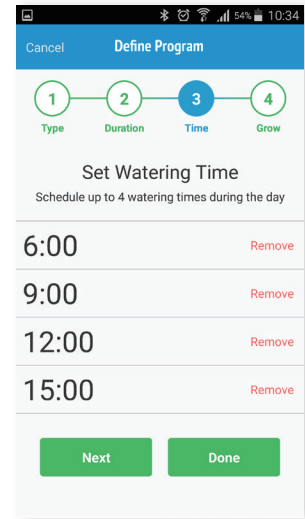 54% 10:34
Cancel Define Program
1 2 3 4
Type Duration Time Grow
Set Watering Time
Schedule up to 4 watering times during the day
6:00 Remove
9:00 Remove
12:00 Remove
15:00 Remove
Next Done